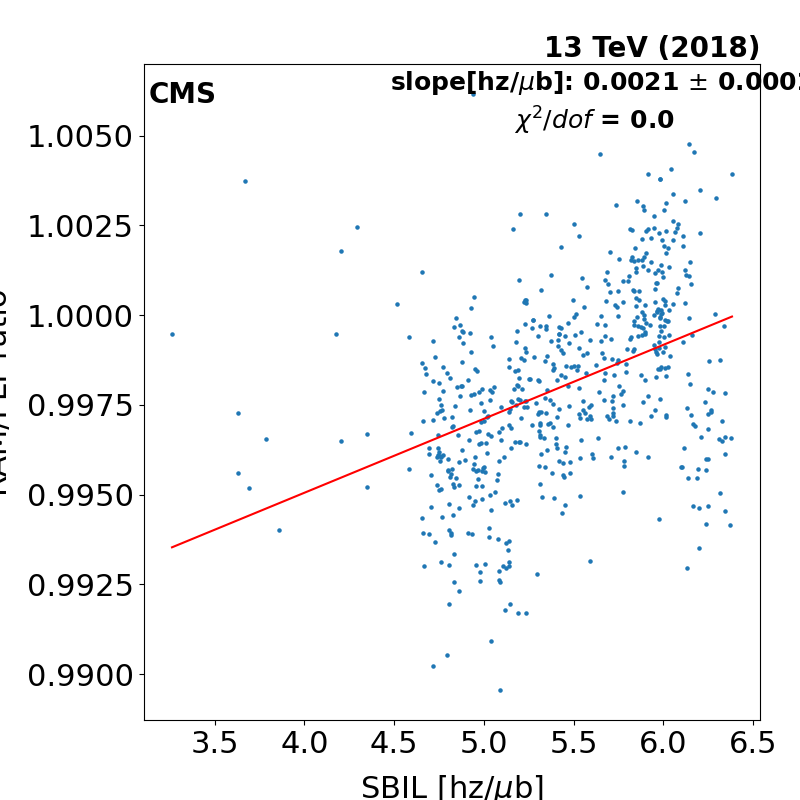 13 TeV (2018)
CMS
slope[hz/μb]: 0.0021 ± 0.000
χ²/dof = 0.0
1.0050
1.0025
1.0000
0.9975
0.9950
0.9925
0.9900
3.5 4.0 4.5 5.0 5.5 6.0 6.5
SBIL [hz/μb]